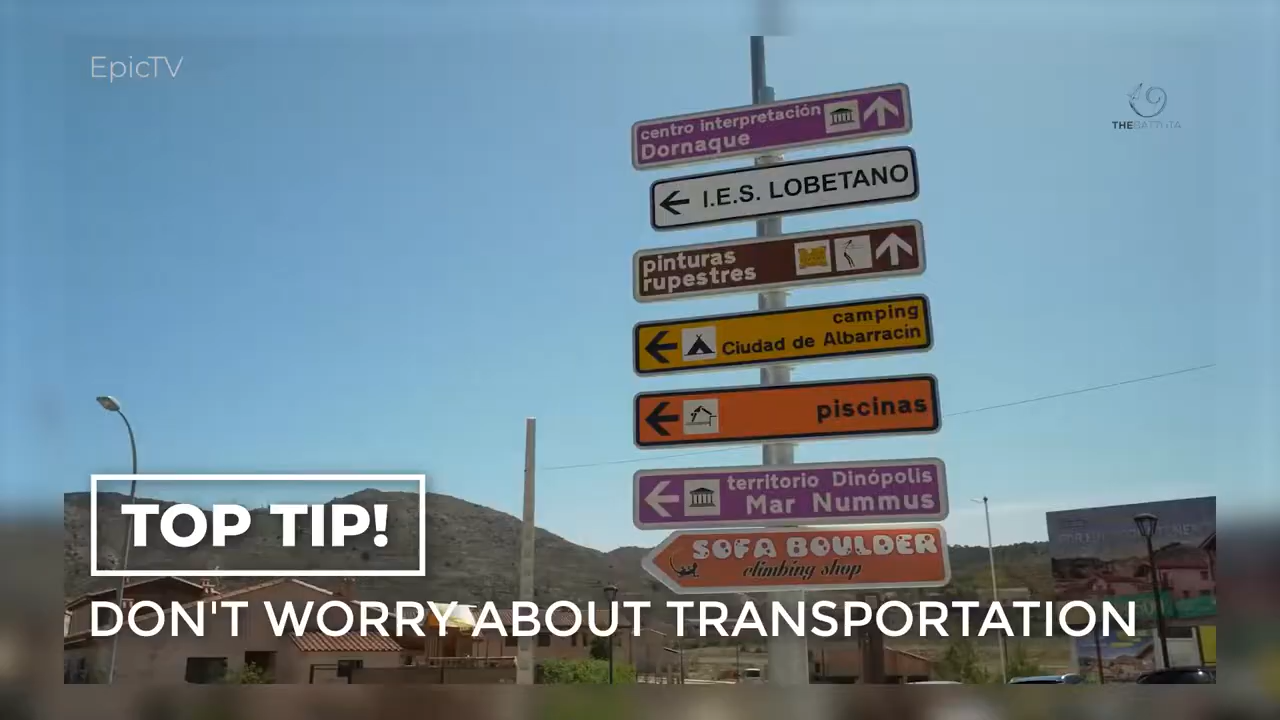 EpicTV
THEBATTUTA
centro interpretación
Dornaque
I.E.S. LOBETANO
pinturas
rupestres
camping
Ciudad de Albarracín
piscinas
territorio Dinópolis
Mar Nummus
SOFA BOULDER
climbing shop
TOP TIP!
DON'T WORRY ABOUT TRANSPORTATION